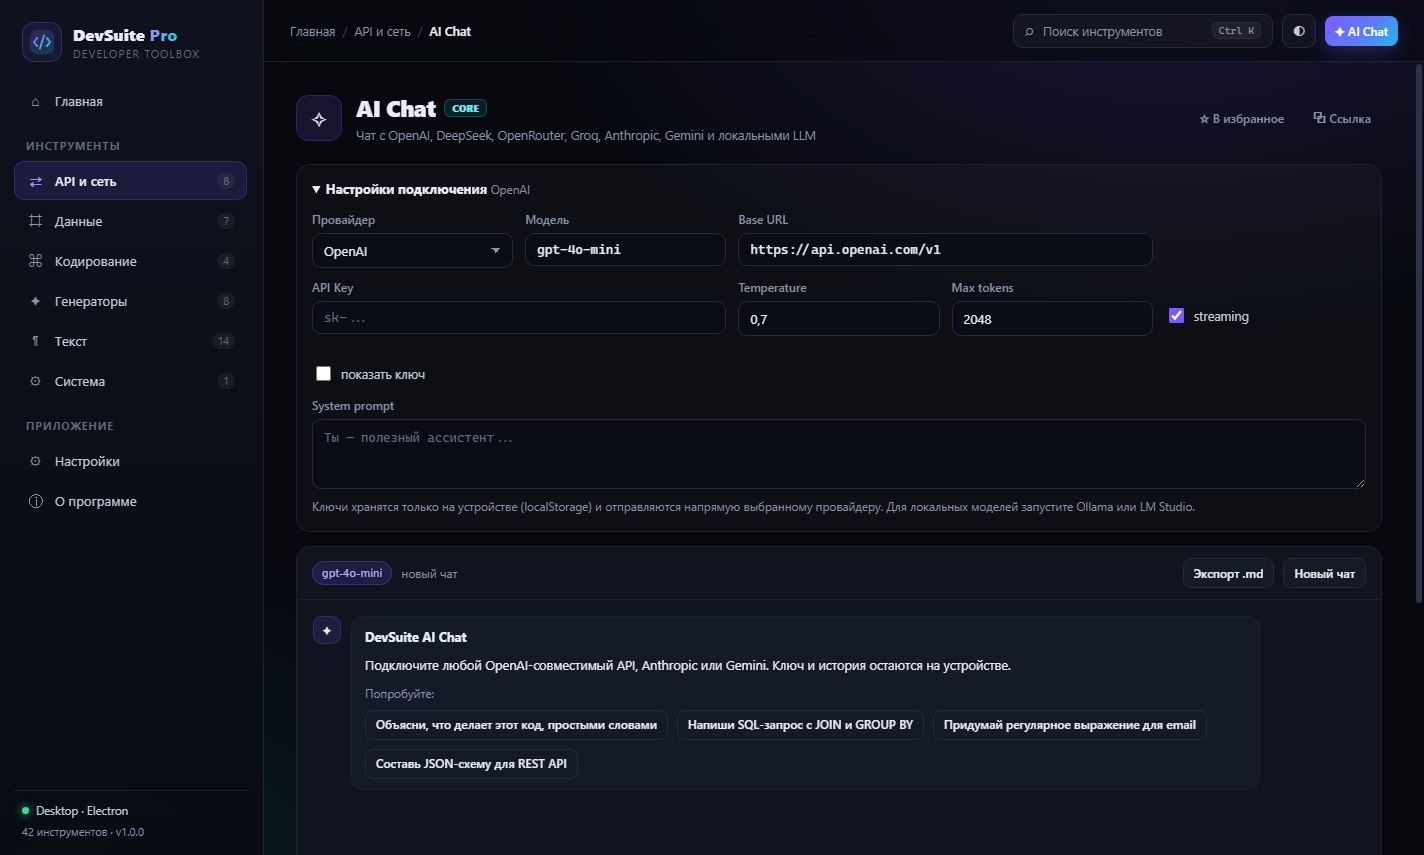 DevSuite Pro
DEVELOPER TOOLBOX
Главная
ИНСТРУМЕНТЫ
API и сеть 8
Данные 7
Кодирование 4
Генераторы 8
Текст 14
Система 1
ПРИЛОЖЕНИЕ
Настройки
О программе
Desktop · Electron
42 инструментов · v1.0.0
Главная / API и сеть / AI Chat
Поиск инструментов Ctrl K
AI Chat
AI Chat CORE
Чат с OpenAI, DeepSeek, OpenRouter, Groq, Anthropic, Gemini и локальными LLM
В избранное
Ссылка
Настройки подключения OpenAI
Провайдер Модель Base URL
OpenAI gpt-4o-mini https://api.openai.com/v1
API Key Temperature Max tokens
sk-... 0,7 2048 streaming
показать ключ
System prompt
Ты — полезный ассистент...
Ключи хранятся только на устройстве (localStorage) и отправляются напрямую выбранному провайдеру. Для локальных моделей запустите Ollama или LM Studio.
gpt-4o-mini новый чат Экспорт .md Новый чат
DevSuite AI Chat
Подключите любой OpenAI-совместимый API, Anthropic или Gemini. Ключ и история остаются на устройстве.
Попробуйте:
Объясни, что делает этот код, простыми словами
Напиши SQL-запрос с JOIN и GROUP BY
Придумай регулярное выражение для email
Составь JSON-схему для REST API